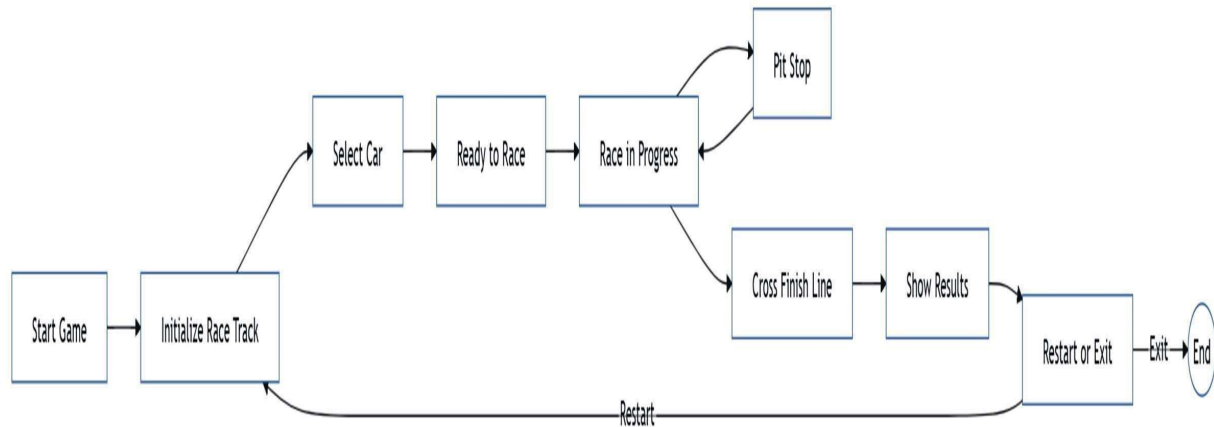 Start Game
Initialize Race Track
Select Car
Ready to Race
Race in Progress
Pit Stop
Cross Finish Line
Show Results
Restart or Exit
Exit
End
Restart